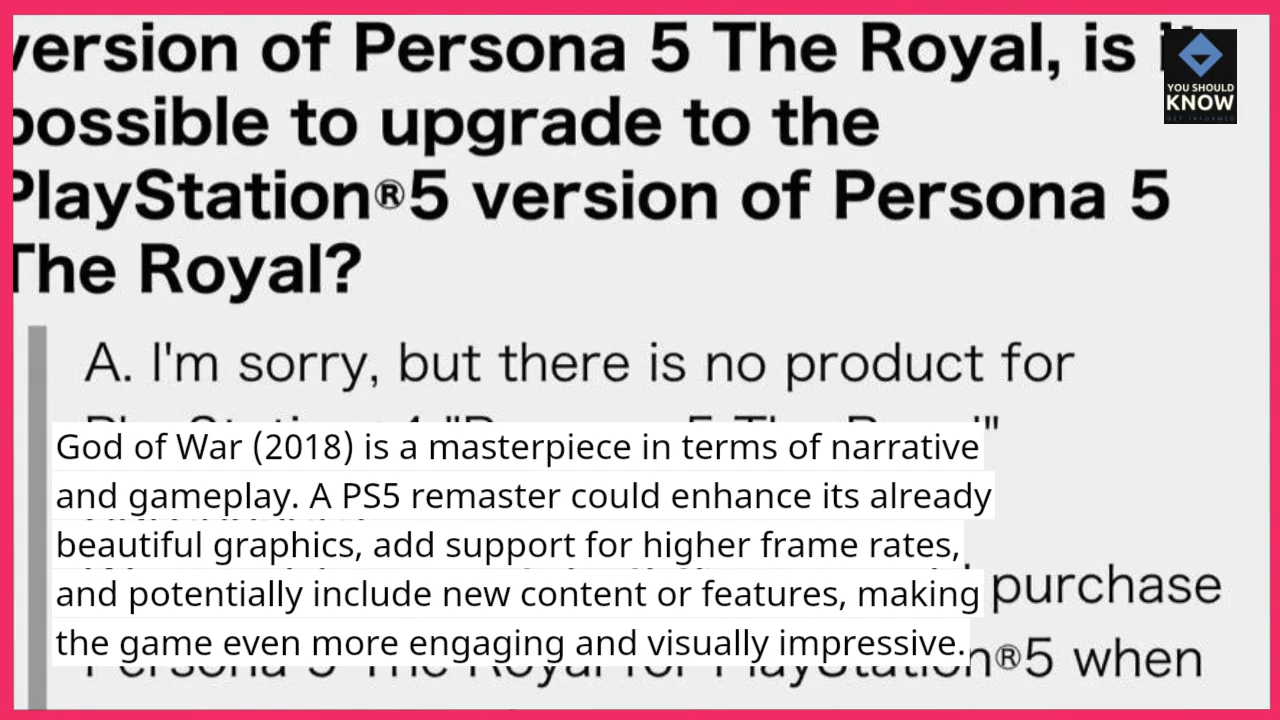 version of Persona 5 The Royal, is
possible to upgrade to the
PlayStation®5 version of Persona 5
The Royal?
YOU SHOULD
KNOW
GET INFORMED
A. I'm sorry, but there is no product for
God of War (2018) is a masterpiece in terms of narrative
and gameplay. A PS5 remaster could enhance its already
beautiful graphics, add support for higher frame rates,
and potentially include new content or features, making
purchase
the game even more engaging and visually impressive.
Persona 5 The Royal for PlayStation®5 when